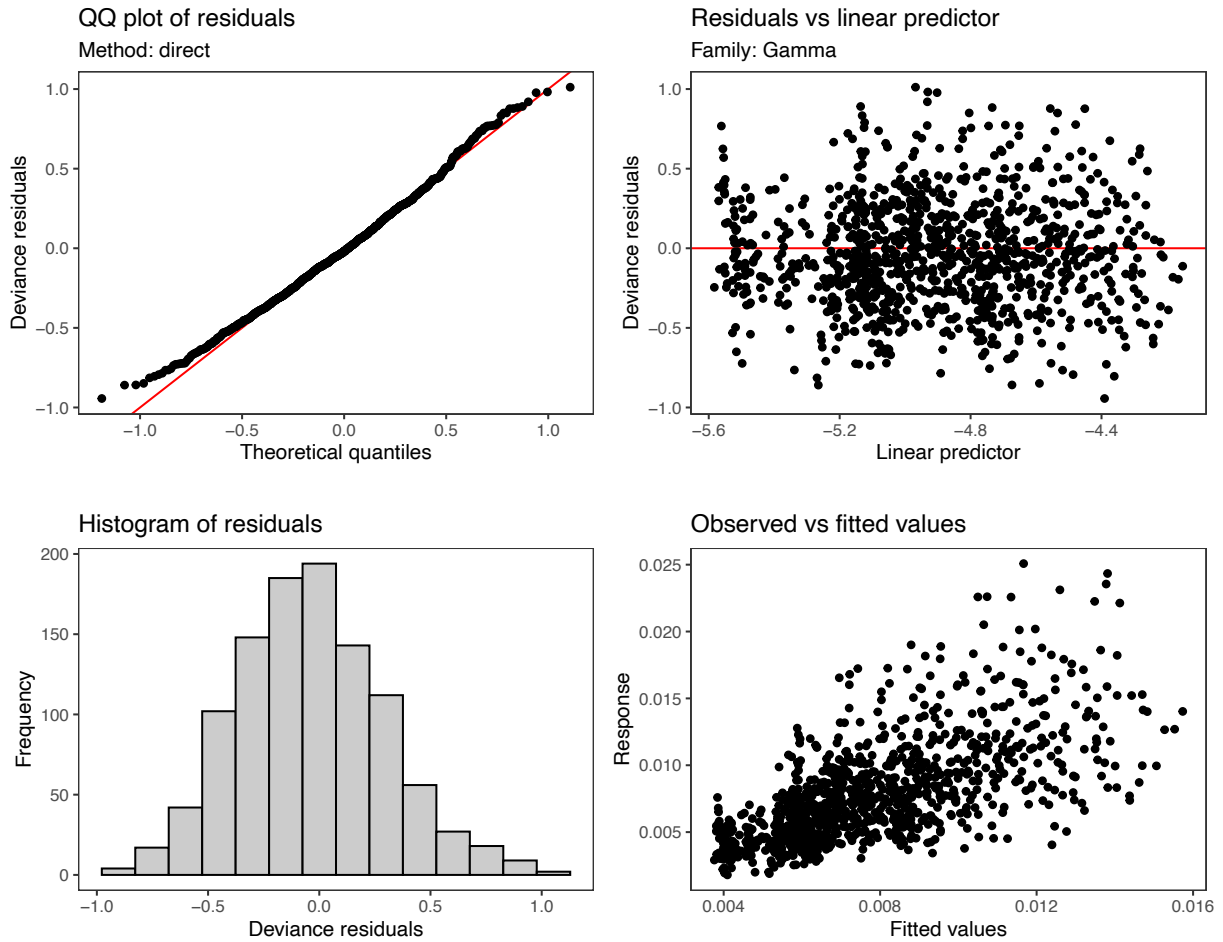 QQ plot of residuals
Method: direct
1.0
0.5
0.0
−0.5
−1.0
Deviance residuals
−1.0 −0.5 0.0 0.5 1.0
Theoretical quantiles
Residuals vs linear predictor
Family: Gamma
1.0
0.5
0.0
−0.5
−1.0
Deviance residuals
−5.6 −5.2 −4.8 −4.4
Linear predictor
Histogram of residuals
200
150
100
50
0
Frequency
−1.0 −0.5 0.0 0.5 1.0
Deviance residuals
Observed vs fitted values
0.025
0.020
0.015
0.010
0.005
Response
0.004 0.008 0.012 0.016
Fitted values